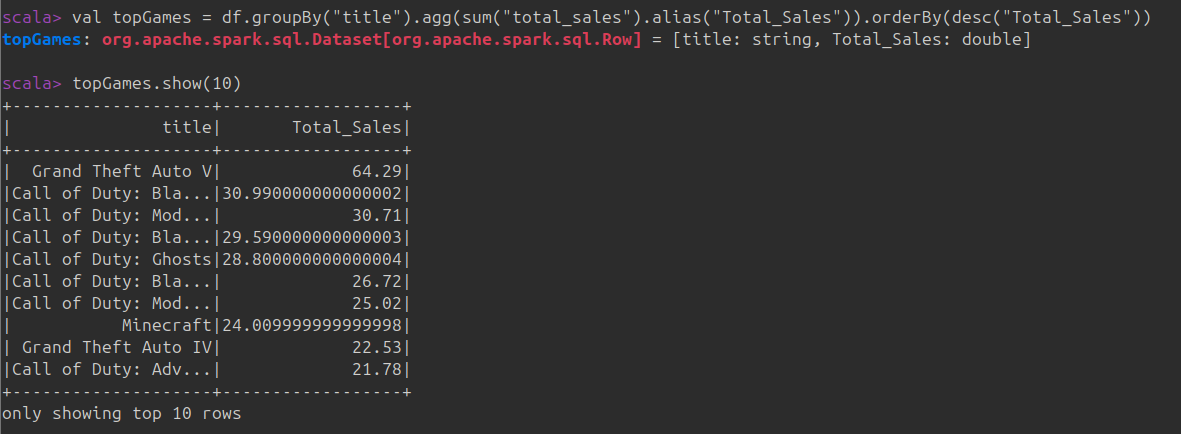 scala> val topGames = df.groupBy("title").agg(sum("total_sales").alias("Total_Sales")).orderBy(desc("Total_Sales"))
topGames: org.apache.spark.sql.Dataset[org.apache.spark.sql.Row] = [title: string, Total_Sales: double]
scala> topGames.show(10)
+--------------------+------------------+
|               title|       Total_Sales|
+--------------------+------------------+
|  Grand Theft Auto V|             64.29|
|Call of Duty: Bla...|30.990000000000002|
|Call of Duty: Mod...|             30.71|
|Call of Duty: Bla...|29.590000000000003|
|Call of Duty: Ghosts|28.800000000000004|
|Call of Duty: Bla...|             26.72|
|Call of Duty: Mod...|             25.02|
|           Minecraft|24.009999999999998|
| Grand Theft Auto IV|             22.53|
|Call of Duty: Adv...|             21.78|
+--------------------+------------------+
only showing top 10 rows